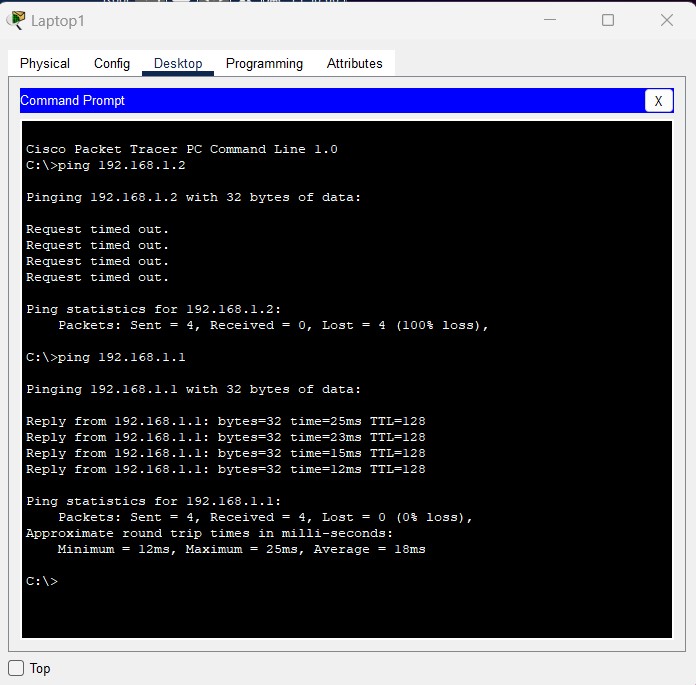 Laptop1
Physical Config Desktop Programming Attributes
Command Prompt
X
Cisco Packet Tracer PC Command Line 1.0
C:\>ping 192.168.1.2
Pinging 192.168.1.2 with 32 bytes of data:
Request timed out.
Request timed out.
Request timed out.
Request timed out.
Ping statistics for 192.168.1.2:
    Packets: Sent = 4, Received = 0, Lost = 4 (100% loss),
C:\>ping 192.168.1.1
Pinging 192.168.1.1 with 32 bytes of data:
Reply from 192.168.1.1: bytes=32 time=25ms TTL=128
Reply from 192.168.1.1: bytes=32 time=23ms TTL=128
Reply from 192.168.1.1: bytes=32 time=15ms TTL=128
Reply from 192.168.1.1: bytes=32 time=12ms TTL=128
Ping statistics for 192.168.1.1:
    Packets: Sent = 4, Received = 4, Lost = 0 (0% loss),
Approximate round trip times in milli-seconds:
    Minimum = 12ms, Maximum = 25ms, Average = 18ms
C:\>
Top